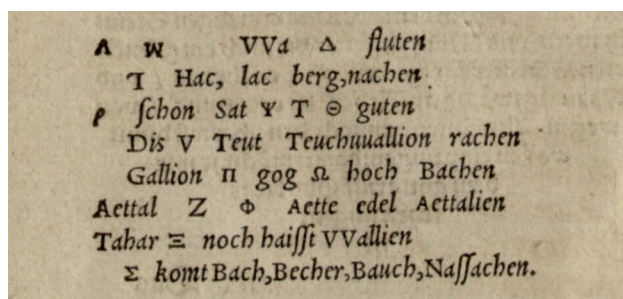 Λ W VVa Δ fluten
Ꞁ Hac, lac berg,nachen
ρ ſchon Sat Ψ T Θ guten
Dis V Teut Teuchuuallion rachen
Gallion Π gog Ω hoch Bachen
Aettal Z Φ Aette edel Aettalien
Tahar Ξ noch haiſſt VVallien
Σ komt Bach,Becher,Bauch,Naſſachen.